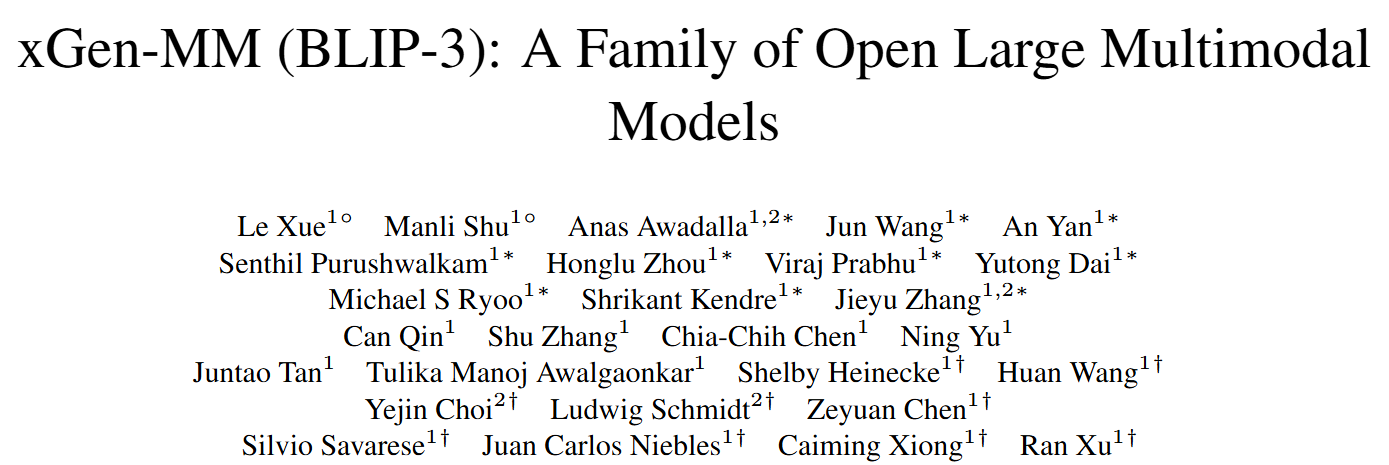 xGen-MM (BLIP-3): A Family of Open Large Multimodal
Models
Le Xue¹° Manli Shu¹° Anas Awadalla¹,²* Jun Wang¹* An Yan¹*
Senthil Purushwalkam¹* Honglu Zhou¹* Viraj Prabhu¹* Yutong Dai¹*
Michael S Ryoo¹* Shrikant Kendre¹* Jieyu Zhang¹,²*
Can Qin¹ Shu Zhang¹ Chia-Chih Chen¹ Ning Yu¹
Juntao Tan¹ Tulika Manoj Awalgaonkar¹ Shelby Heinecke¹† Huan Wang¹†
Yejin Choi²† Ludwig Schmidt²† Zeyuan Chen¹†
Silvio Savarese¹† Juan Carlos Niebles¹† Caiming Xiong¹† Ran Xu¹†